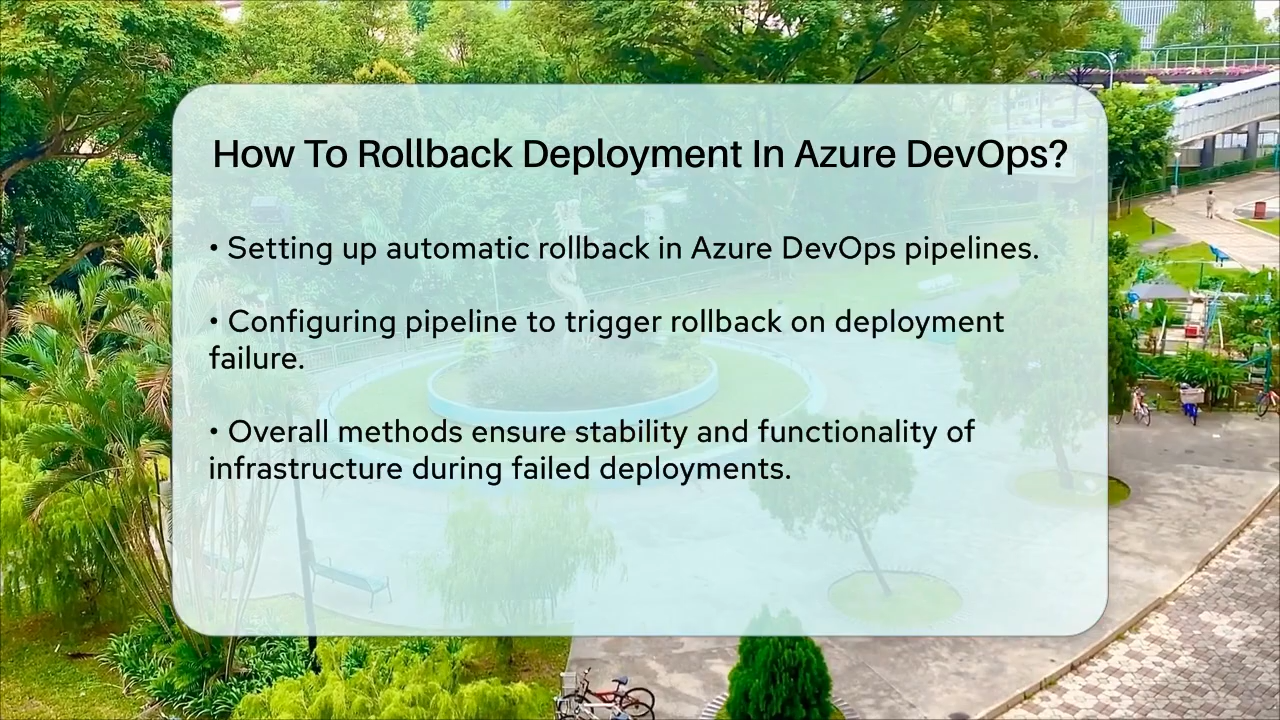 How To Rollback Deployment In Azure DevOps?
• Setting up automatic rollback in Azure DevOps pipelines.
• Configuring pipeline to trigger rollback on deployment
failure.
• Overall methods ensure stability and functionality of
infrastructure during failed deployments.